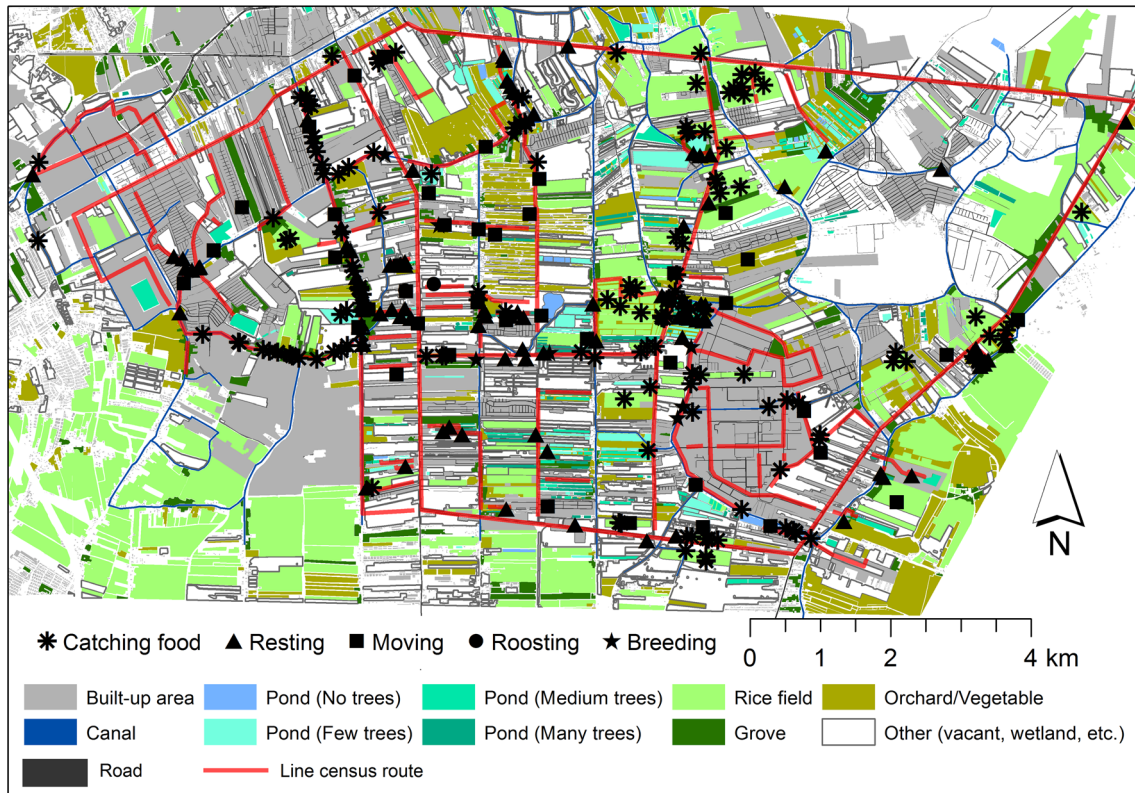 N
Catching food Resting Moving Roosting Breeding
0 1 2 4 km
Built-up area Pond (No trees) Pond (Medium trees) Rice field Orchard/Vegetable
Canal Pond (Few trees) Pond (Many trees) Grove Other (vacant, wetland, etc.)
Road Line census route